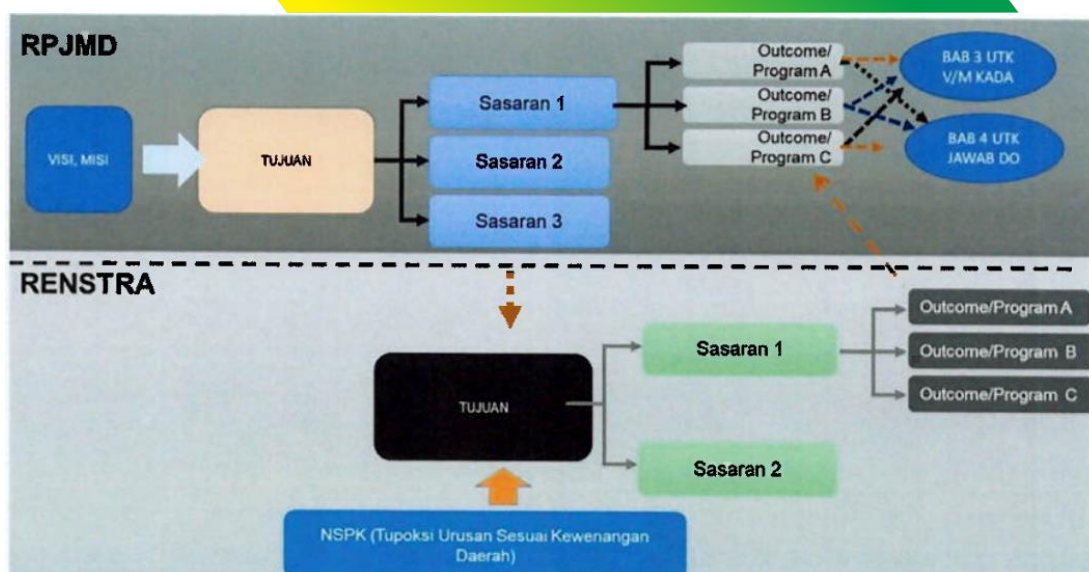 RPJMD
VISI, MISI
TUJUAN
Sasaran 1
Sasaran 2
Sasaran 3
Outcome/
Program A
Outcome/
Program B
Outcome/
Program C
BAB 3 UTK
V/M KADA
BAB 4 UTK
JAWAB DO
RENSTRA
TUJUAN
Sasaran 1
Sasaran 2
Outcome/Program A
Outcome/Program B
Outcome/Program C
NSPK (Tupoksi Urusan Sesuai Kewenangan
Daerah)